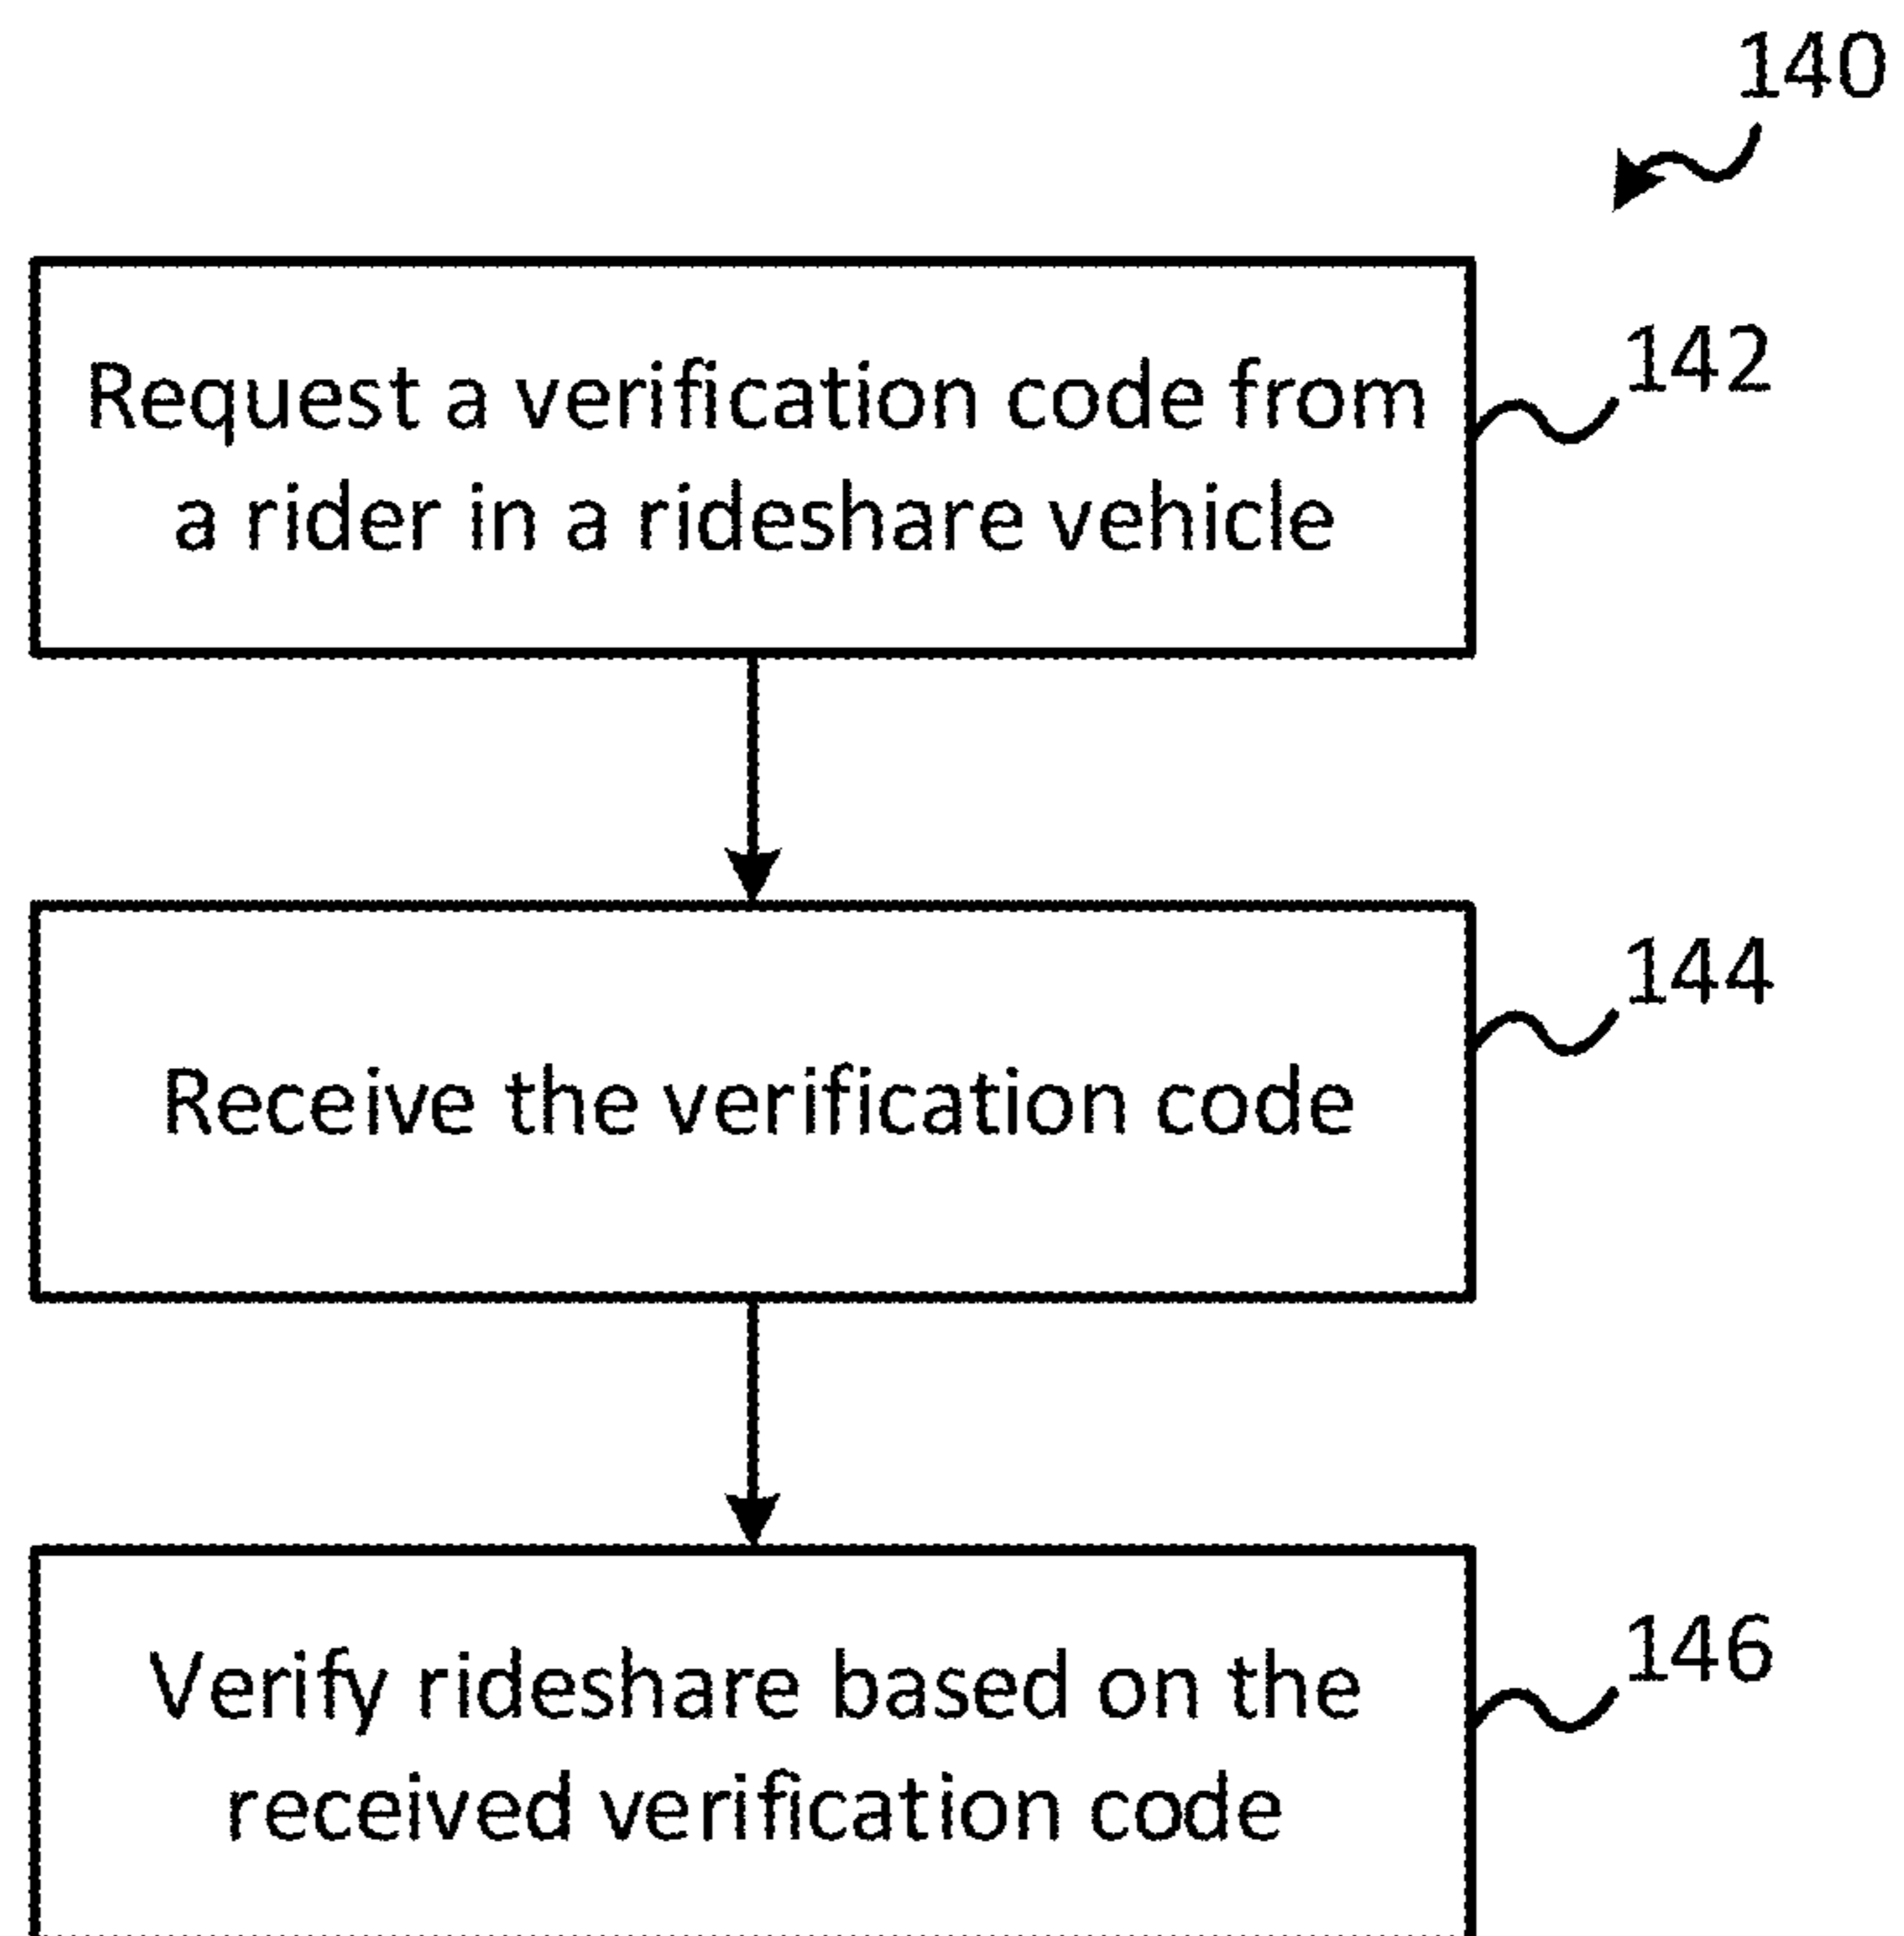 140
Request a verification code from
a rider in a rideshare vehicle
142
Receive the verification code
144
Verify rideshare based on the
received verification code
146